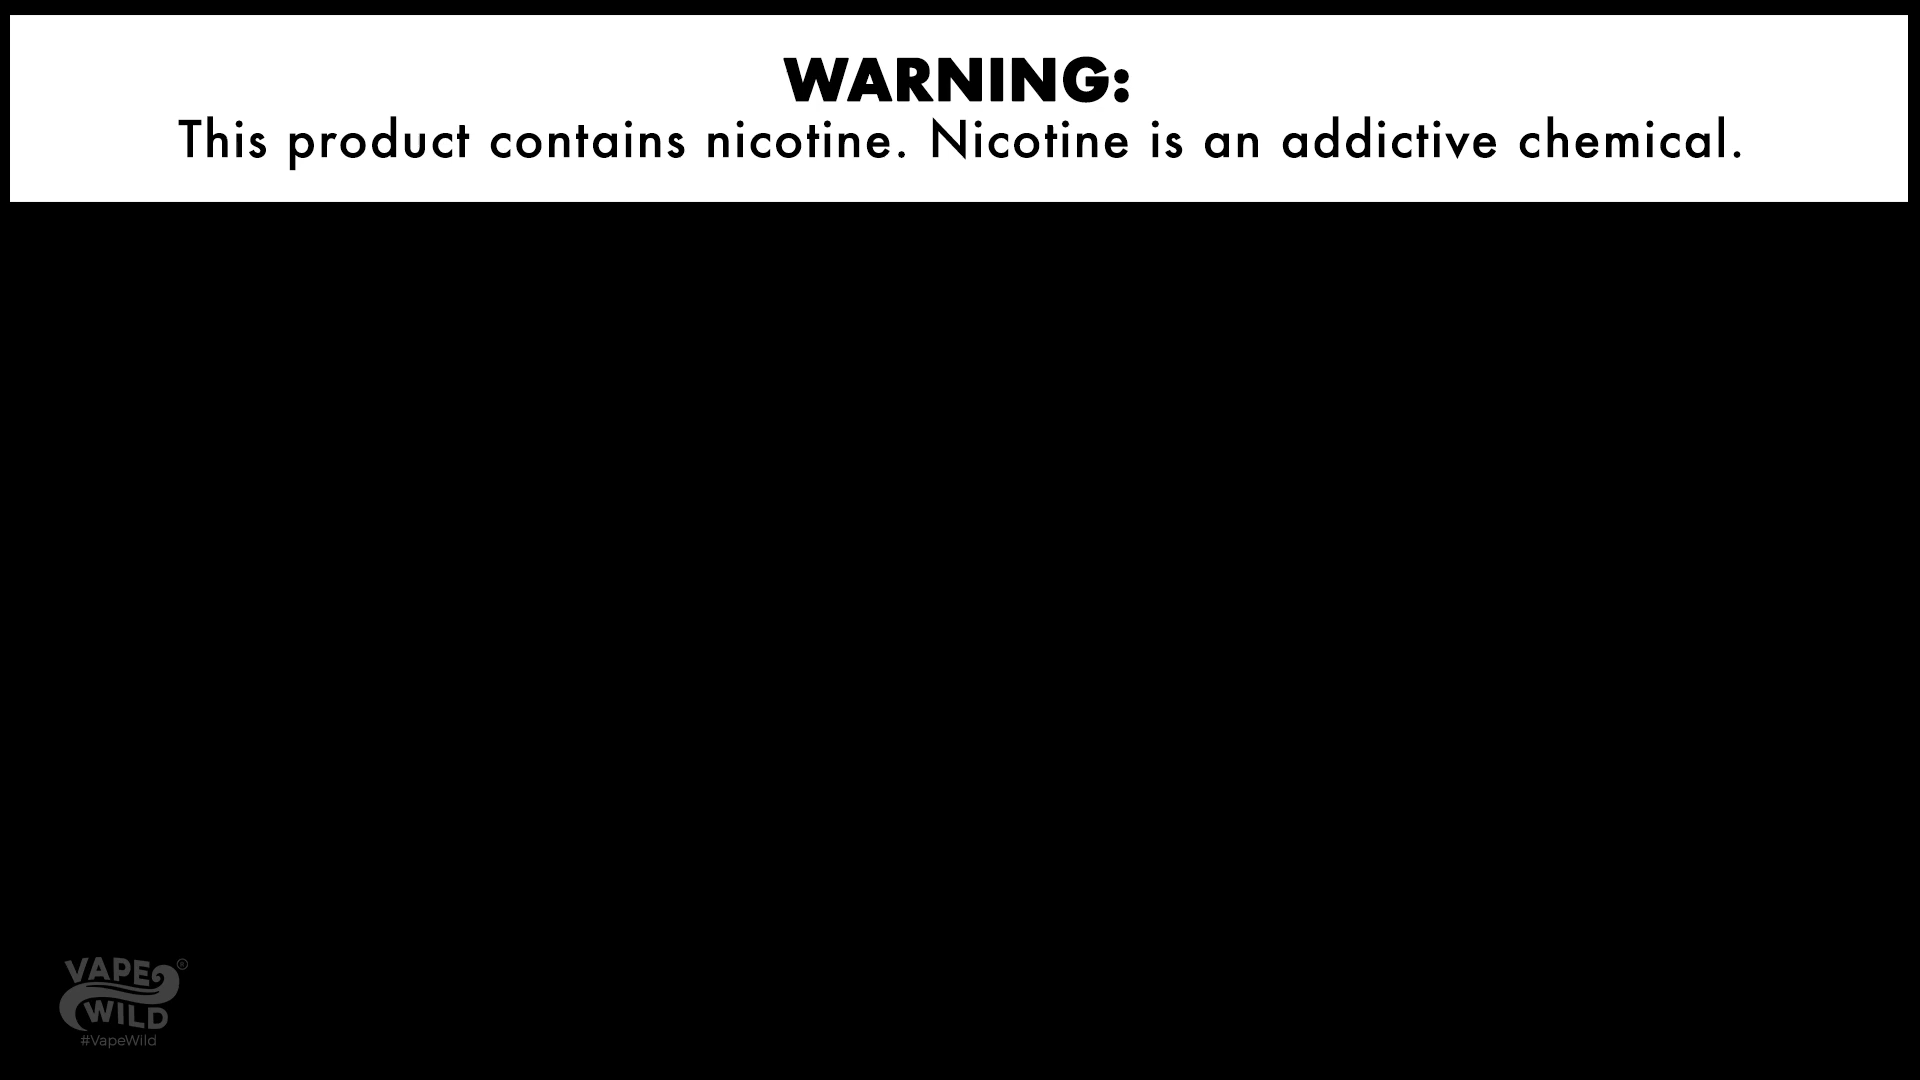 WARNING:
This product contains nicotine. Nicotine is an addictive chemical.
VAPE ®
WILD
#VapeWild